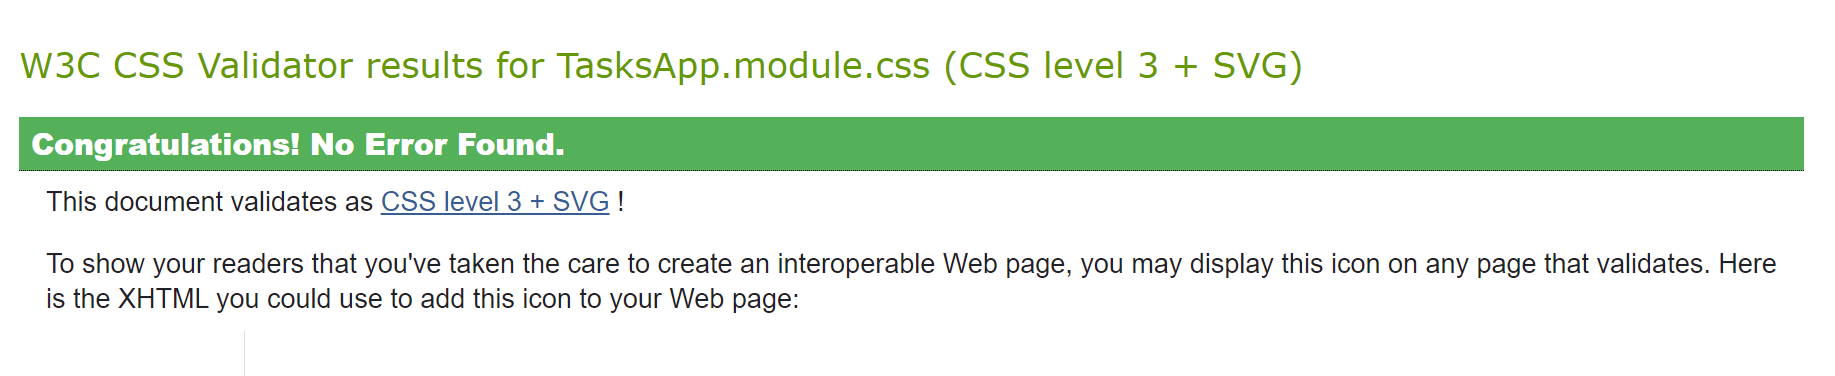 W3C CSS Validator results for TasksApp.module.css (CSS level 3 + SVG)
Congratulations! No Error Found.
This document validates as CSS level 3 + SVG !
To show your readers that you've taken the care to create an interoperable Web page, you may display this icon on any page that validates. Here
is the XHTML you could use to add this icon to your Web page: